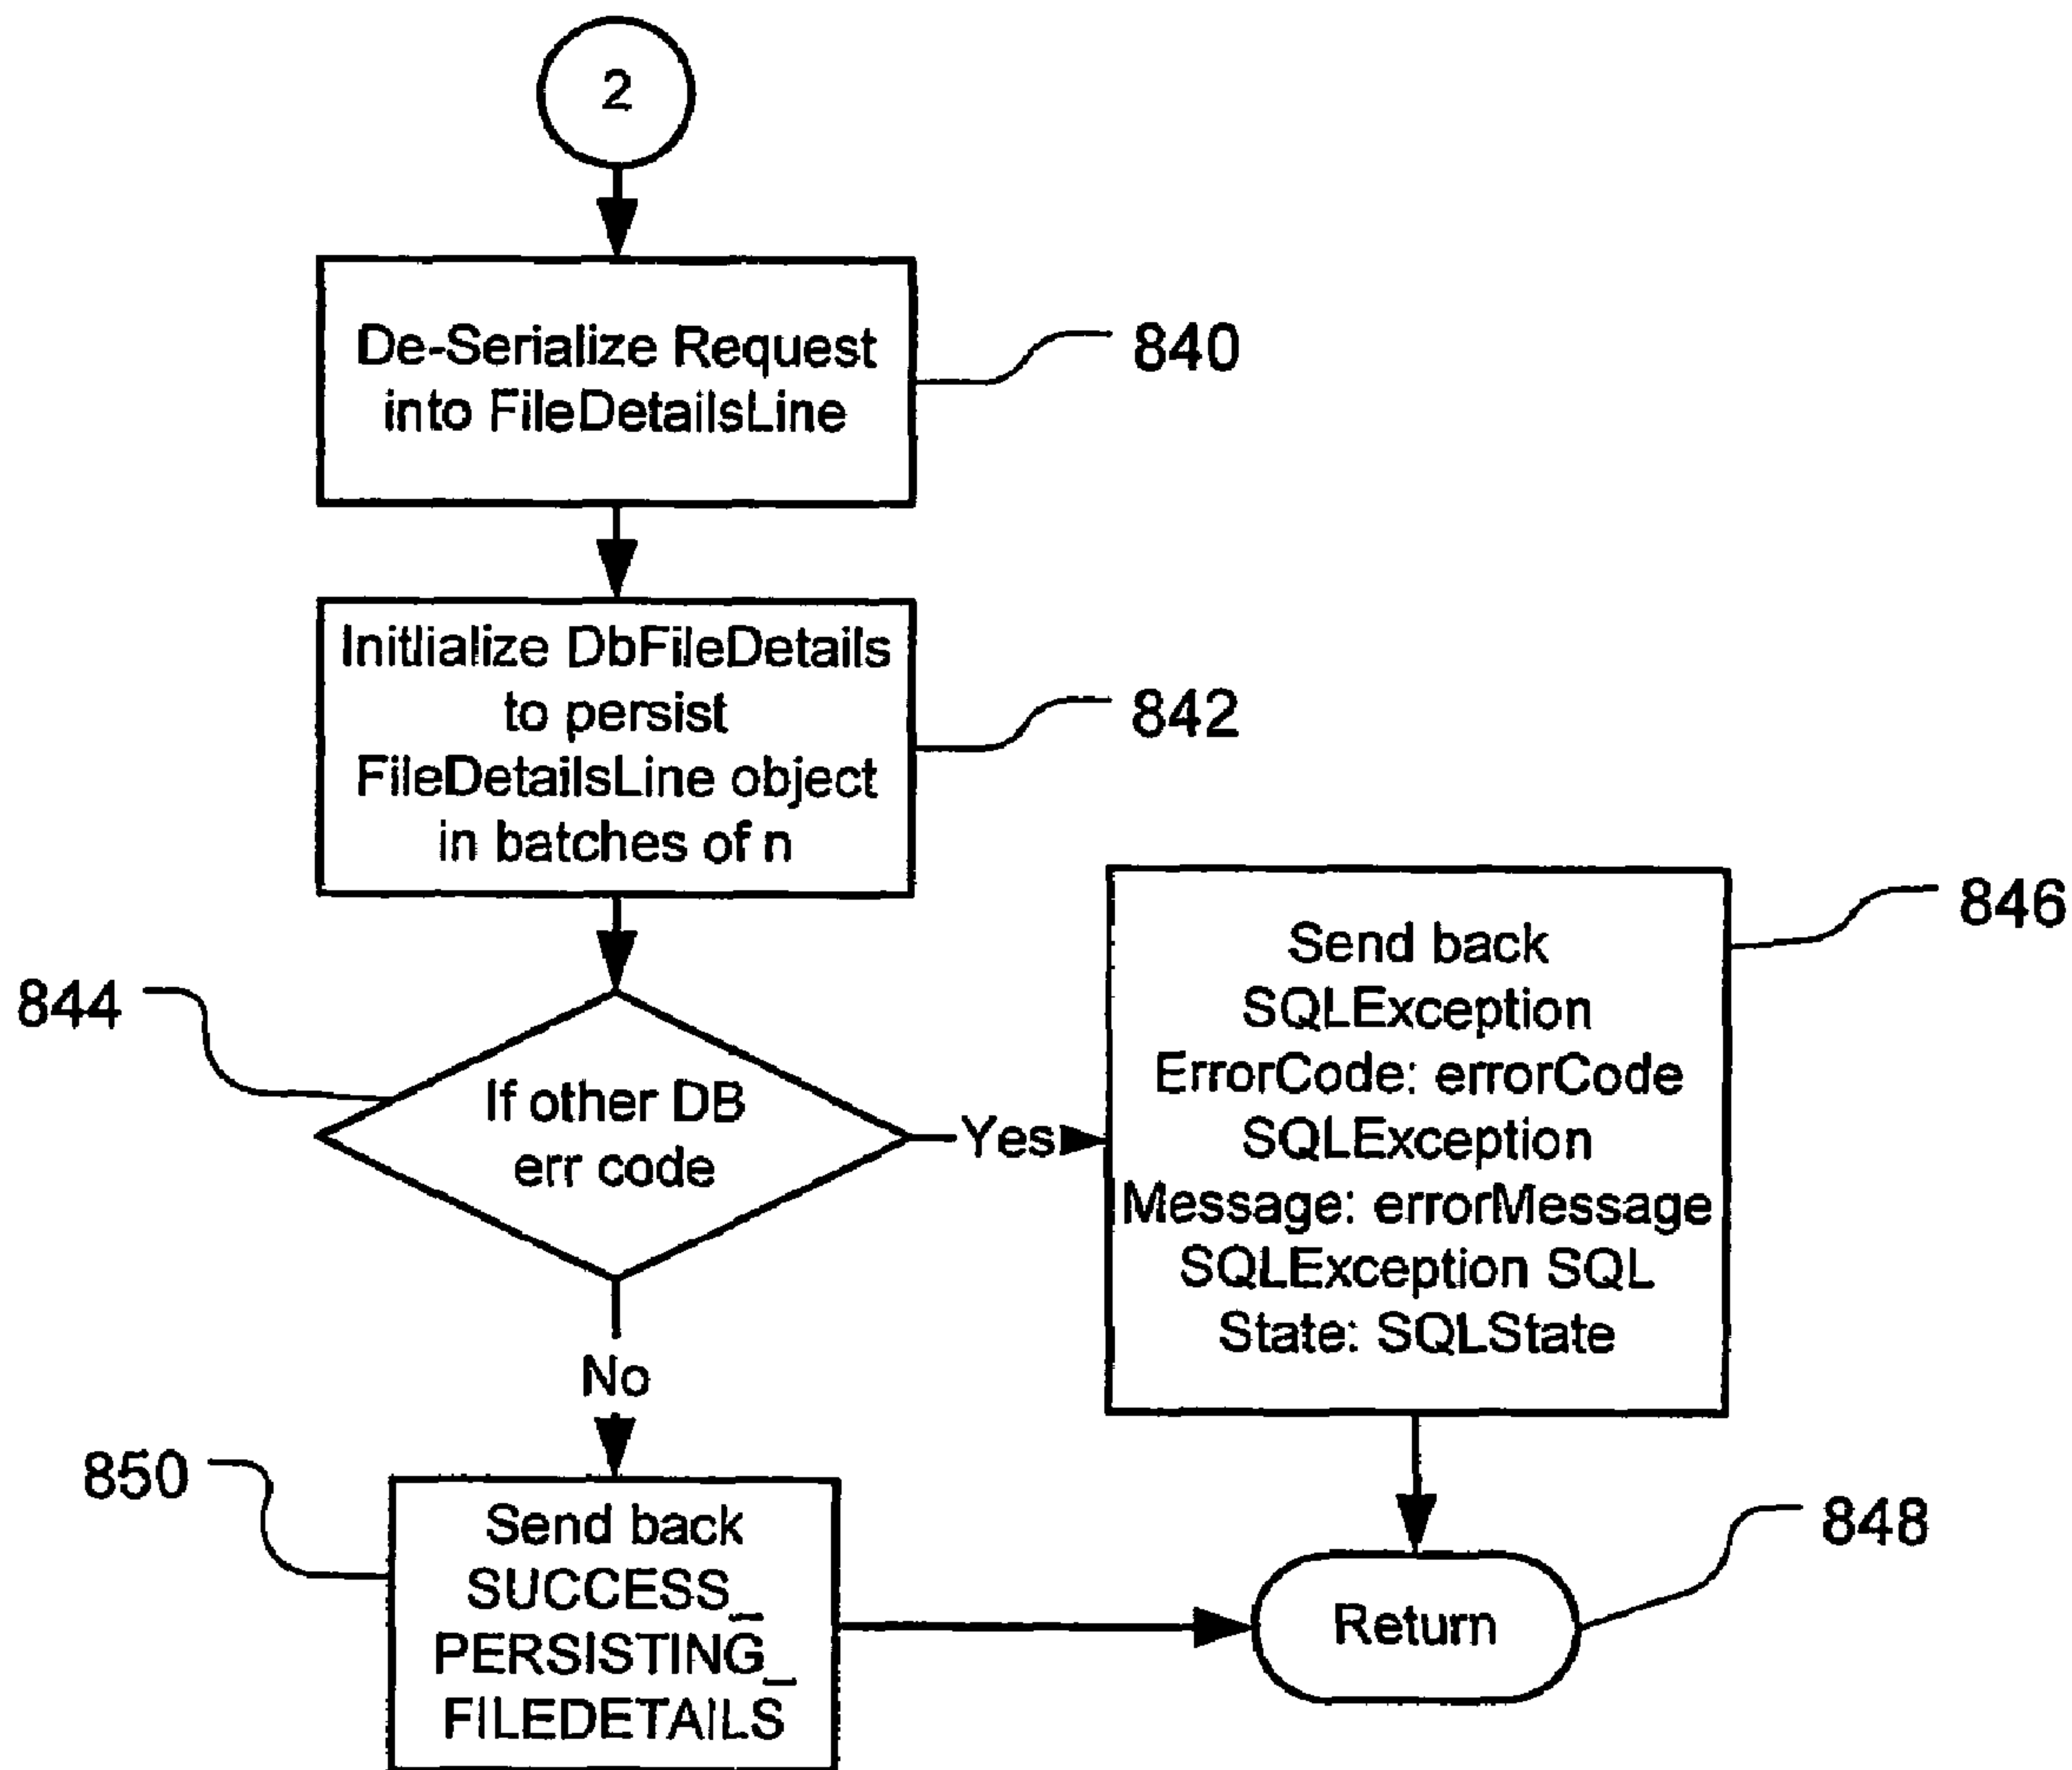 2
De-Serialize Request
into FileDetailsLine
840
Initlialize DbFileDetails
to persist
FileDetailsLine object
in batches of n
842
844
If other DB
err code
Yes
846
Send back
SQLException
ErrorCode: errorCode
SQLException
Message: errorMessage
SQLException SQL
State: SQLState
No
850
Send back
SUCCESS_
PERSISTING_
FILEDETAILS
Return
848